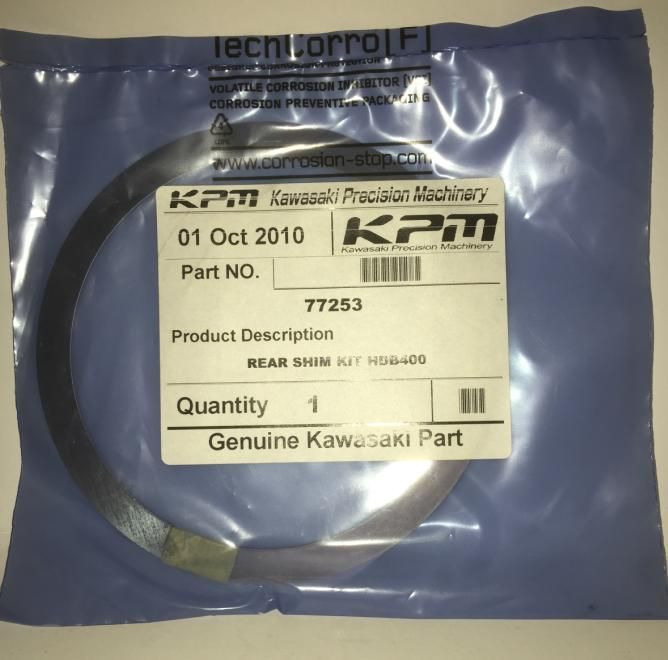 TechCorro[F]
VOLATILE CORROSION INHIBITOR [VCI]
CORROSION PREVENTIVE PACKAGING
www.corrosion-stop.com
KPM Kawasaki Precision Machinery
01 Oct 2010
KPM
Kawasaki Precision Machinery
Part NO.
77253
Product Description
REAR SHIM KIT HDB400
Quantity 1
Genuine Kawasaki Part